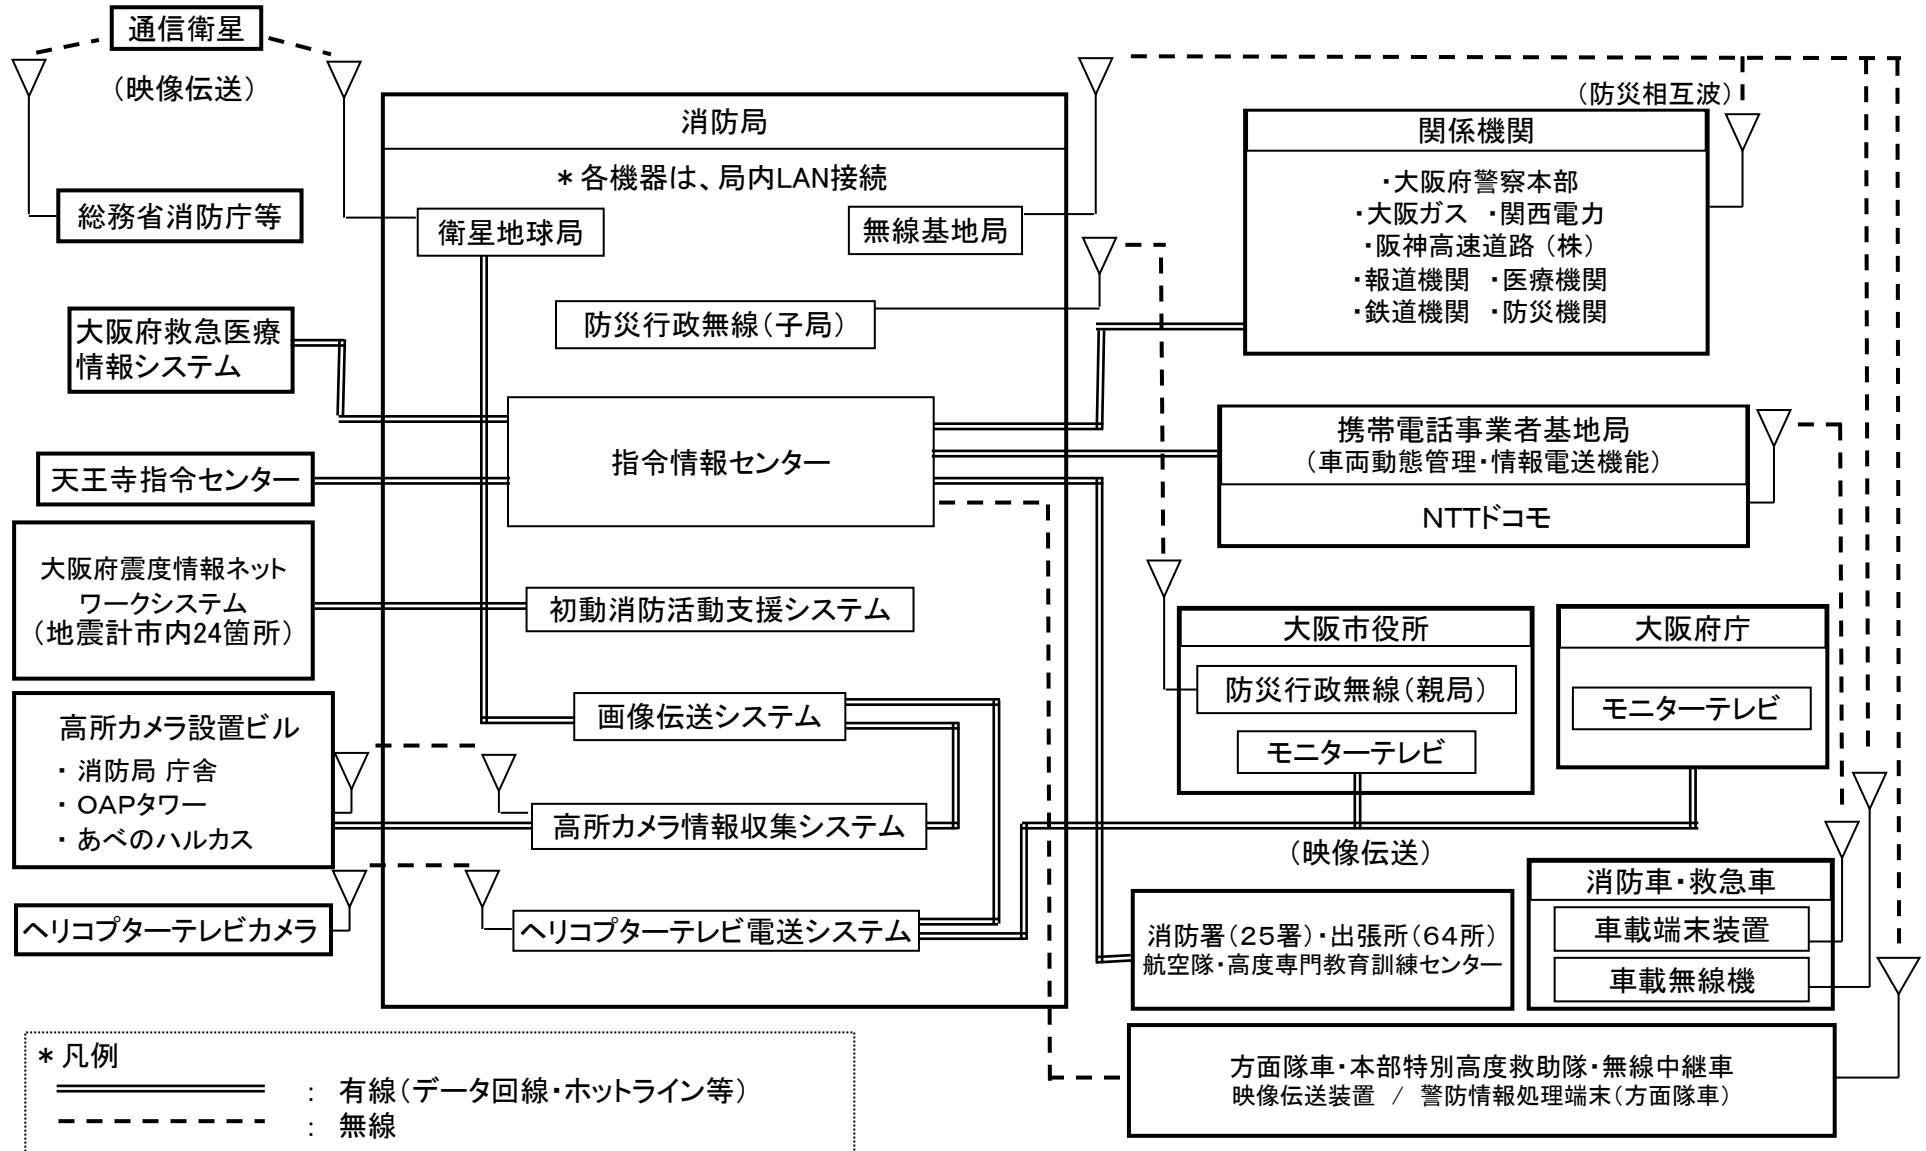 通信衛星
(映像伝送)
総務省消防庁等
大阪府救急医療
情報システム
天王寺指令センター
大阪府震度情報ネット
ワークシステム
(地震計市内24箇所)
高所カメラ設置ビル
・ 消防局 庁舎
・ OAPタワー
・ あべのハルカス
ヘリコプターテレビカメラ
消防局
*各機器は、局内LAN接続
衛星地球局
無線基地局
防災行政無線(子局)
指令情報センター
初動消防活動支援システム
画像伝送システム
高所カメラ情報収集システム
ヘリコプターテレビ電送システム
(防災相互波)
関係機関
・大阪府警察本部
・大阪ガス ・関西電力
・阪神高速道路(株)
・報道機関 ・医療機関
・鉄道機関 ・防災機関
携帯電話事業者基地局
(車両動態管理・情報電送機能)
NTTドコモ
大阪市役所
防災行政無線(親局)
モニターテレビ
大阪府庁
モニターテレビ
(映像伝送)
消防署(25署)・出張所(64所)
航空隊・高度専門教育訓練センター
消防車・救急車
車載端末装置
車載無線機
方面隊車・本部特別高度救助隊・無線中継車
映像伝送装置 / 警防情報処理端末(方面隊車)
*凡例
: 有線(データ回線・ホットライン等)
: 無線